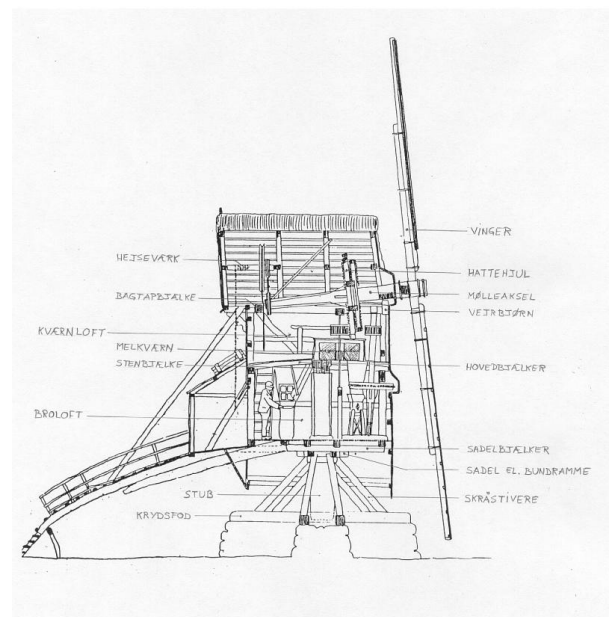 HEJSEVÆRK
BAGTAPBJÆLKE
KVÆRNLOFT
MELKVÆRN
STENBJÆLKE
BROLOFT
STUB
KRYDSFOD
VINGER
HATTEHJUL
MØLLEAKSEL
VEJRBJØRN
HOVEDBJÆLKER
SADELBJÆLKER
SADEL EL. BUNDRAMME
SKRÅSTIVERE